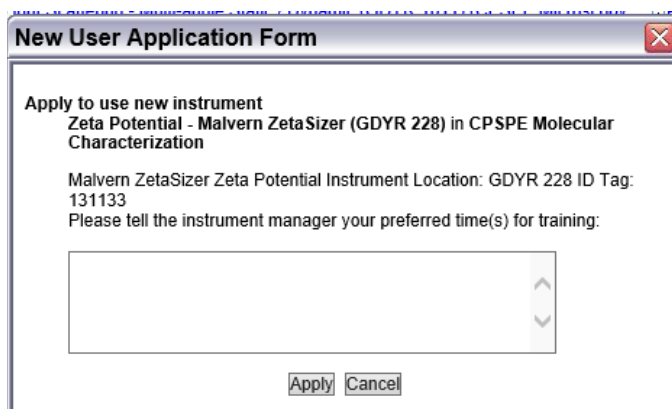 New User Application Form
Apply to use new instrument
Zeta Potential - Malvern ZetaSizer (GDYR 228) in CPSPE Molecular
Characterization
Malvern ZetaSizer Zeta Potential Instrument Location: GDYR 228 ID Tag:
131133
Please tell the instrument manager your preferred time(s) for training:
Apply Cancel